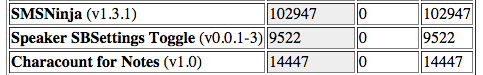 SMSNinja (v1.3.1) 102947 0 102947
Speaker SBSettings Toggle (v0.0.1-3) 9522 0 9522
Characount for Notes (v1.0) 14447 0 14447